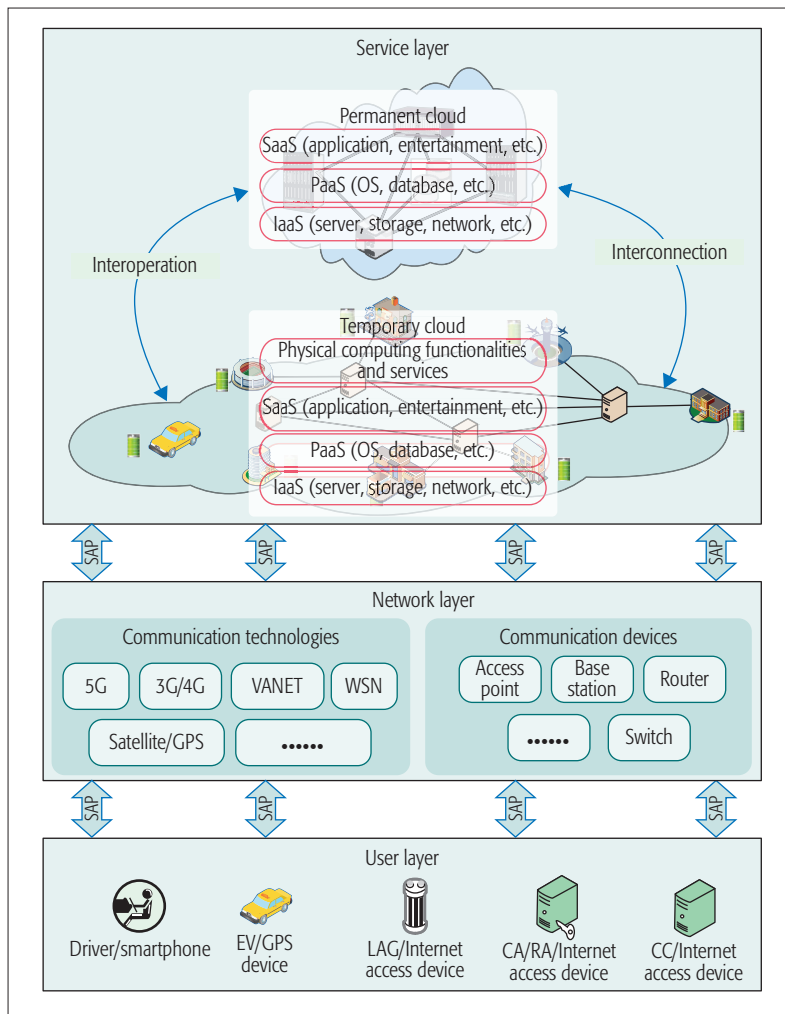 Service layer
Permanent cloud
SaaS (application, entertainment, etc.)
PaaS (OS, database, etc.)
IaaS (server, storage, network, etc.)
Interoperation
Interconnection
Temporary cloud
Physical computing functionalities
and services
SaaS (application, entertainment, etc.)
PaaS (OS, database, etc.)
IaaS (server, storage, network, etc.)
SAP
SAP
SAP
SAP
Network layer
Communication technologies
5G
3G/4G
VANET
WSN
Satellite/GPS
......
Communication devices
Access
point
Base
station
Router
......
Switch
SAP
SAP
SAP
SAP
User layer
Driver/smartphone
EV/GPS
device
LAG/Internet
access device
CA/RA/Internet
access device
CC/Internet
access device